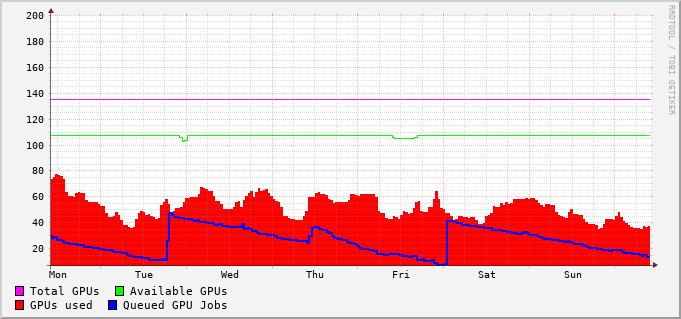 200
180
160
140
120
100
80
60
40
20
Mon Tue Wed Thu Fri Sat Sun
Total GPUs Available GPUs
GPUs used Queued GPU Jobs
RRDTOOL / TOBI OETIKER